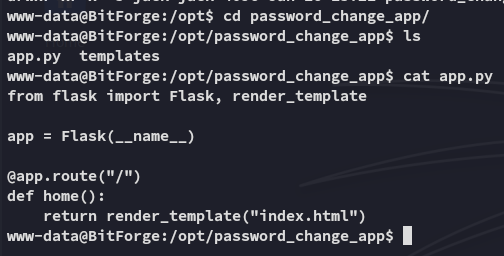 www-data@BitForge:/opt$ cd password_change_app/
www-data@BitForge:/opt/password_change_app$ ls
app.py  templates
www-data@BitForge:/opt/password_change_app$ cat app.py
from flask import Flask, render_template

app = Flask(__name__)

@app.route("/")
def home():
    return render_template("index.html")
www-data@BitForge:/opt/password_change_app$